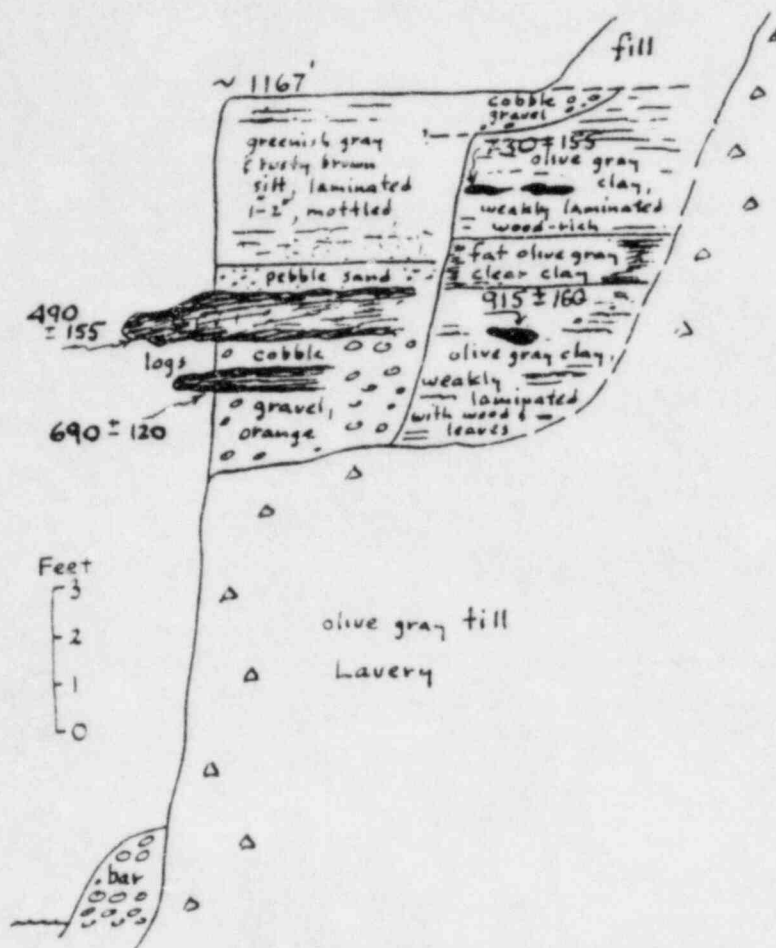 fill
~ 1167'
cobble
gravel
greenish gray
& rusty brown
silt, laminated
1-2", mottled
730 ± 155
olive gray
clay,
weakly laminated
wood-rich
pebble sand
fat olive gray
clear clay
490
± 155
915 ± 160
logs
cobble
gravel,
orange
690 ± 120
olive gray clay,
weakly
laminated
with wood &
leaves
Feet
3
2
1
0
olive gray till
Lavery
bar